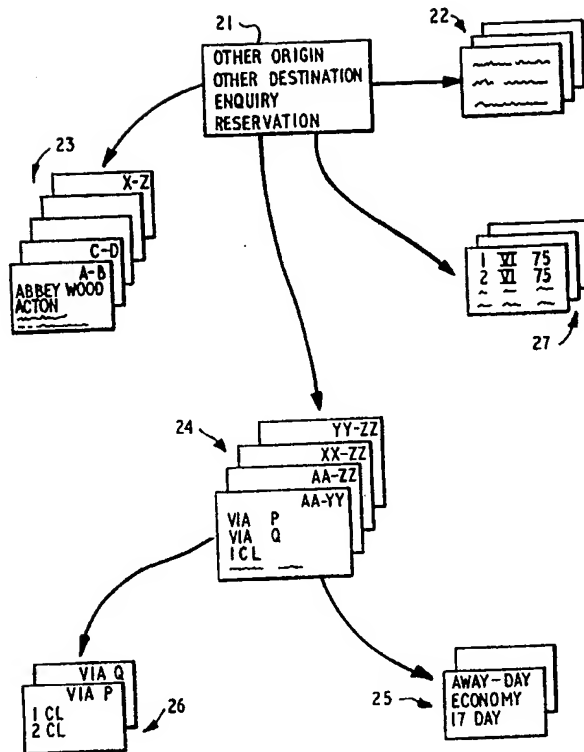 21
OTHER ORIGIN
OTHER DESTINATION
ENQUIRY
RESERVATION
22
23
X-Z
C-D
A-B
ABBEY WOOD
ACTON
1 VI 75
2 VI 75
27
24
YY-ZZ
XX-ZZ
AA-ZZ
AA-YY
VIA P
VIA Q
1 CL
VIA Q
VIA P
1 CL
2 CL
26
AWAY-DAY
ECONOMY
17 DAY
25